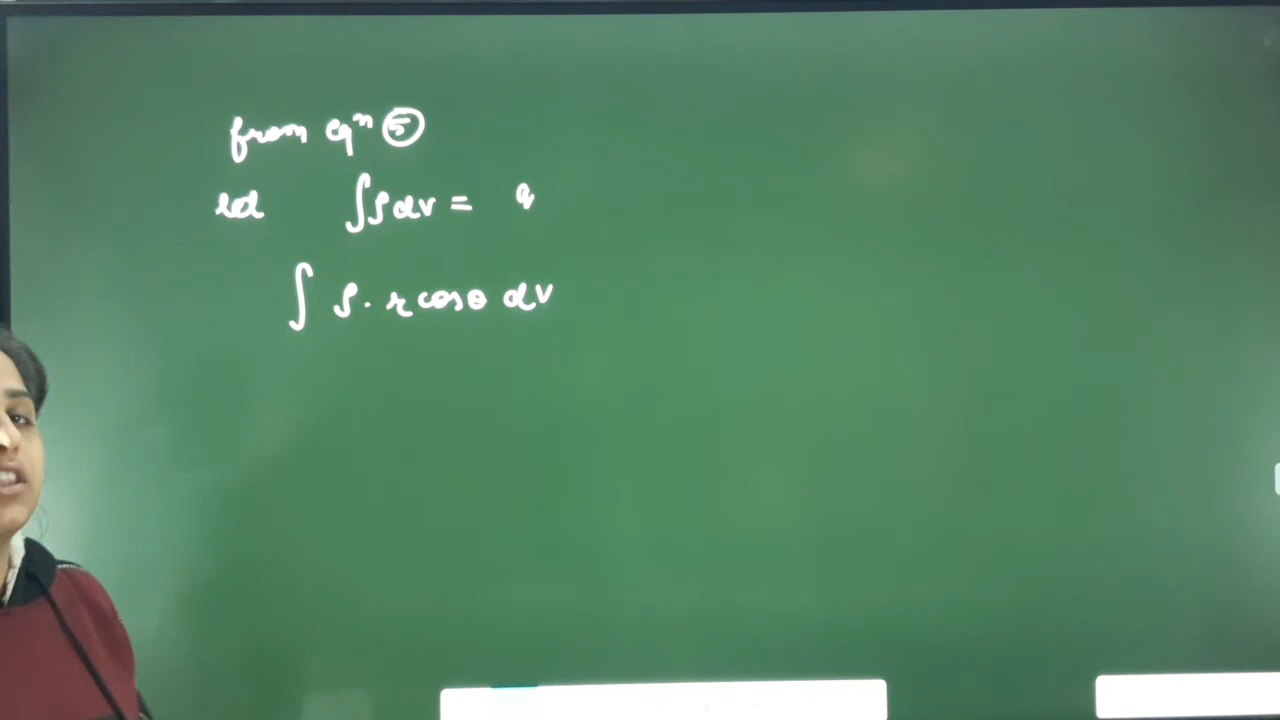 from eqⁿ ⑤
let ∫ρdv = q
∫ ρ. r cosθ dv